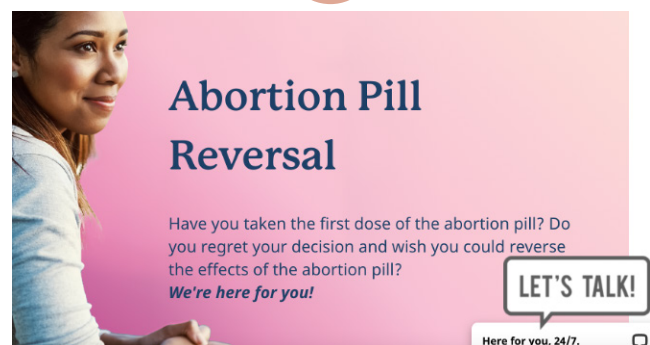 Abortion Pill
Reversal
Have you taken the first dose of the abortion pill? Do
you regret your decision and wish you could reverse
the effects of the abortion pill?
We're here for you!
LET'S TALK!
Here for you. 24/7.